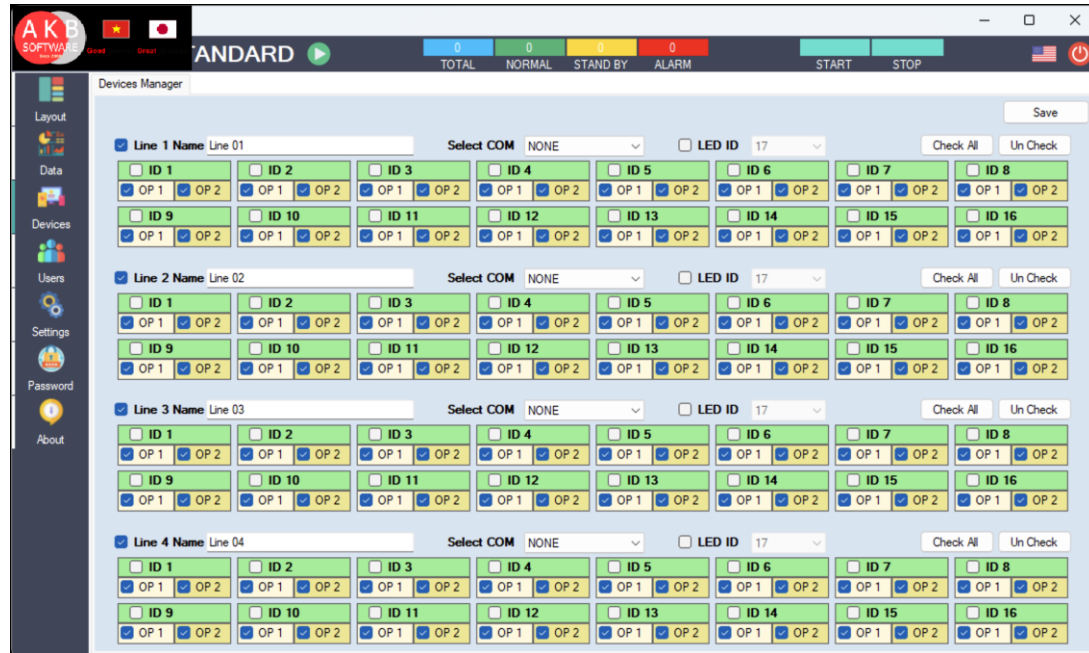 AKB
SOFTWARE
Good Great
TANDARD
0 0 0 0
TOTAL NORMAL STAND BY ALARM START STOP
Devices Manager
Layout
Data
Devices
Users
Settings
Password
About
Save
Line 1 Name Line 01 Select COM NONE LED ID 17 Check All Un Check
ID 1 ID 2 ID 3 ID 4 ID 5 ID 6 ID 7 ID 8
OP 1 OP 2 OP 1 OP 2 OP 1 OP 2 OP 1 OP 2 OP 1 OP 2 OP 1 OP 2 OP 1 OP 2 OP 1 OP 2
ID 9 ID 10 ID 11 ID 12 ID 13 ID 14 ID 15 ID 16
OP 1 OP 2 OP 1 OP 2 OP 1 OP 2 OP 1 OP 2 OP 1 OP 2 OP 1 OP 2 OP 1 OP 2 OP 1 OP 2
Line 2 Name Line 02 Select COM NONE LED ID 17 Check All Un Check
ID 1 ID 2 ID 3 ID 4 ID 5 ID 6 ID 7 ID 8
OP 1 OP 2 OP 1 OP 2 OP 1 OP 2 OP 1 OP 2 OP 1 OP 2 OP 1 OP 2 OP 1 OP 2 OP 1 OP 2
ID 9 ID 10 ID 11 ID 12 ID 13 ID 14 ID 15 ID 16
OP 1 OP 2 OP 1 OP 2 OP 1 OP 2 OP 1 OP 2 OP 1 OP 2 OP 1 OP 2 OP 1 OP 2 OP 1 OP 2
Line 3 Name Line 03 Select COM NONE LED ID 17 Check All Un Check
ID 1 ID 2 ID 3 ID 4 ID 5 ID 6 ID 7 ID 8
OP 1 OP 2 OP 1 OP 2 OP 1 OP 2 OP 1 OP 2 OP 1 OP 2 OP 1 OP 2 OP 1 OP 2 OP 1 OP 2
ID 9 ID 10 ID 11 ID 12 ID 13 ID 14 ID 15 ID 16
OP 1 OP 2 OP 1 OP 2 OP 1 OP 2 OP 1 OP 2 OP 1 OP 2 OP 1 OP 2 OP 1 OP 2 OP 1 OP 2
Line 4 Name Line 04 Select COM NONE LED ID 17 Check All Un Check
ID 1 ID 2 ID 3 ID 4 ID 5 ID 6 ID 7 ID 8
OP 1 OP 2 OP 1 OP 2 OP 1 OP 2 OP 1 OP 2 OP 1 OP 2 OP 1 OP 2 OP 1 OP 2 OP 1 OP 2
ID 9 ID 10 ID 11 ID 12 ID 13 ID 14 ID 15 ID 16
OP 1 OP 2 OP 1 OP 2 OP 1 OP 2 OP 1 OP 2 OP 1 OP 2 OP 1 OP 2 OP 1 OP 2 OP 1 OP 2